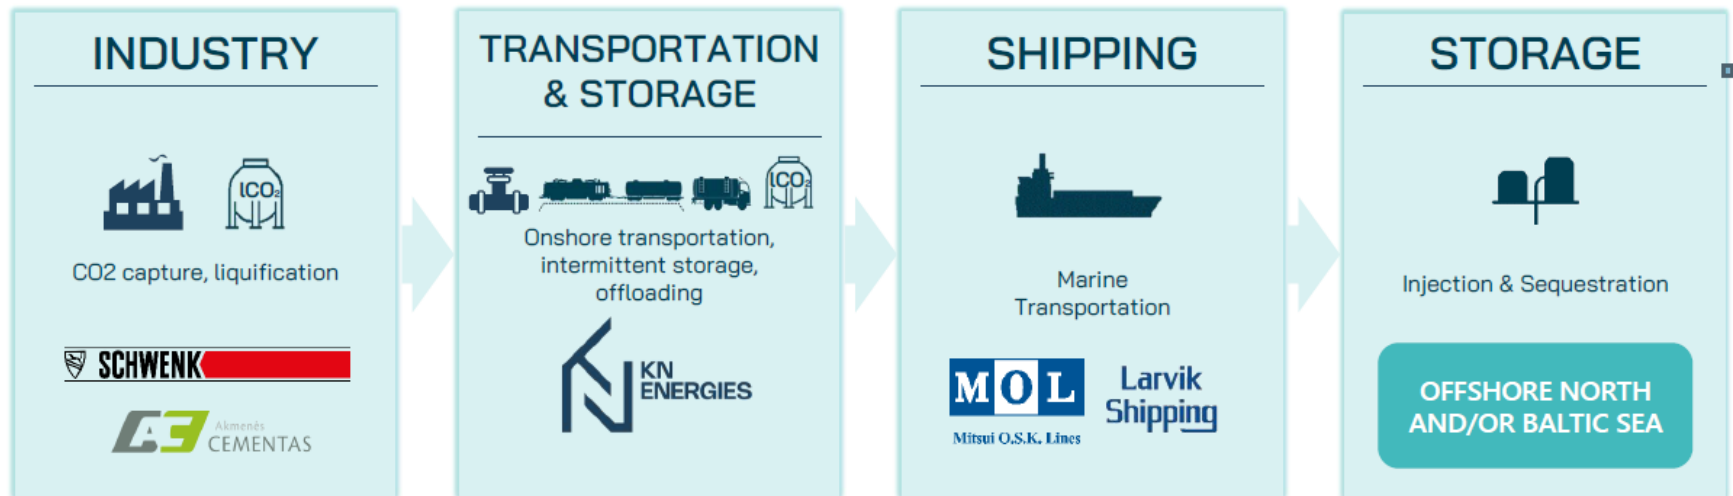 INDUSTRY
LCO₂
CO2 capture, liquification
SCHWENK
Akmenės
CEMENTAS
TRANSPORTATION
& STORAGE
LCO₂
Onshore transportation,
intermittent storage,
offloading
KN
ENERGIES
SHIPPING
Marine
Transportation
MOL
Mitsui O.S.K. Lines
Larvik
Shipping
STORAGE
Injection & Sequestration
OFFSHORE NORTH
AND/OR BALTIC SEA